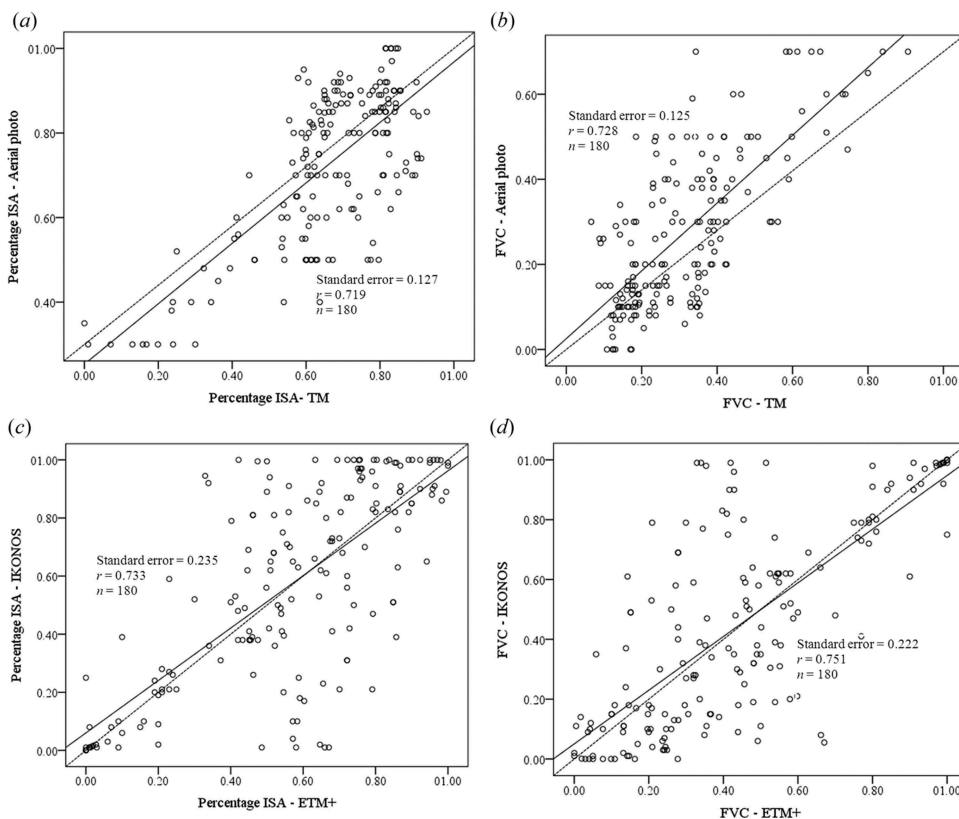 (a)
Percentage ISA - Aerial photo
01.00
0.80
0.60
0.40
Standard error = 0.127
r = 0.719
n = 180
0.00 0.20 0.40 0.60 0.80 01.00
Percentage ISA- TM
(b)
FVC - Aerial photo
0.60
0.40
0.20
0.00
Standard error = 0.125
r = 0.728
n = 180
0.00 0.20 0.40 0.60 0.80 01.00
FVC - TM
(c)
Percentage ISA - IKONOS
01.00
0.80
0.60
0.40
0.20
0.00
Standard error = 0.235
r = 0.733
n = 180
0.00 0.20 0.40 0.60 0.80 01.00
Percentage ISA - ETM+
(d)
FVC - IKONOS
01.00
0.80
0.60
0.40
0.20
0.00
Standard error = 0.222
r = 0.751
n = 180
0.00 0.20 0.40 0.60 0.80 01.00
FVC - ETM+